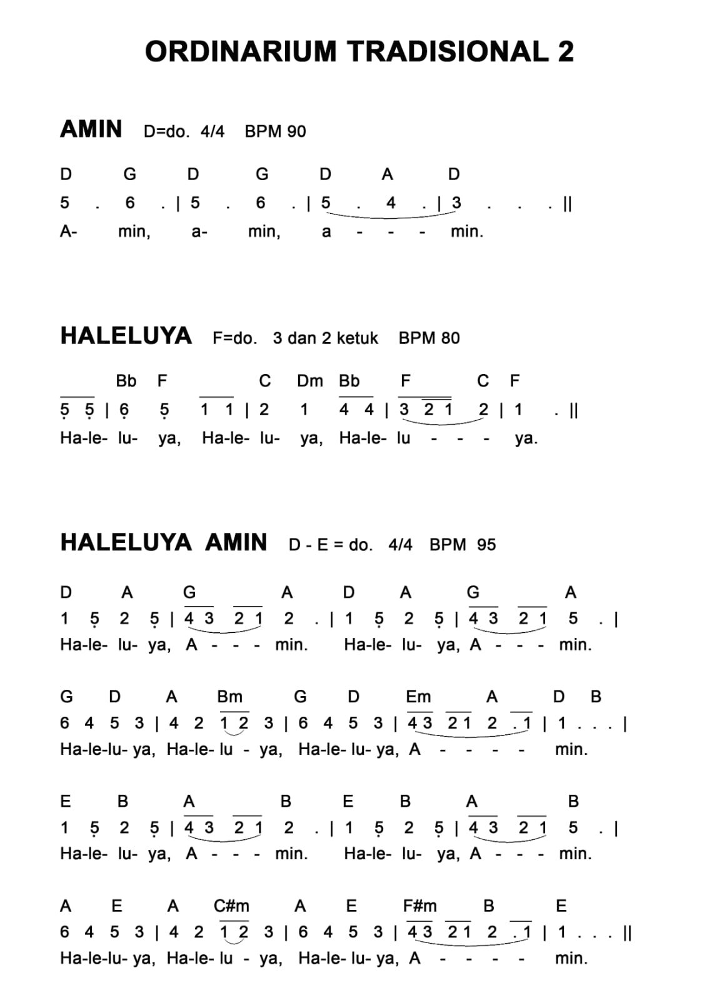 ORDINARIUM TRADISIONAL 2
AMIN D=do. 4/4 BPM 90
D G D G D A D
5 . 6 . | 5 . 6 . | 5 . 4 . | 3 . . . ||
A- min, a- min, a - - - min.
HALELUYA F=do. 3 dan 2 ketuk BPM 80
Bb F C Dm Bb F C F
5̣ 5̣ | 6̣ 5̣ 1 1 | 2 1 4 4 | 3 2 1 2 | 1 . ||
Ha-le- lu- ya, Ha-le- lu- ya, Ha-le- lu - - - ya.
HALELUYA AMIN D - E = do. 4/4 BPM 95
D A G A D A G A
1 5̣ 2 5̣ | 4 3 2 1 2 . | 1 5̣ 2 5̣ | 4 3 2 1 5 . |
Ha-le- lu- ya, A - - - min. Ha-le- lu- ya, A - - - min.
G D A Bm G D Em A D B
6 4 5 3 | 4 2 1 2 3 | 6 4 5 3 | 4 3 2 1 2 . 1 | 1 . . . |
Ha-le-lu- ya, Ha-le- lu - ya, Ha-le- lu- ya, A - - - - min.
E B A B E B A B
1 5̣ 2 5̣ | 4 3 2 1 2 . | 1 5̣ 2 5̣ | 4 3 2 1 5 . |
Ha-le- lu- ya, A - - - min. Ha-le- lu- ya, A - - - min.
A E A C#m A E F#m B E
6 4 5 3 | 4 2 1 2 3 | 6 4 5 3 | 4 3 2 1 2 . 1 | 1 . . . ||
Ha-le-lu- ya, Ha-le- lu - ya, Ha-le- lu- ya, A - - - - min.